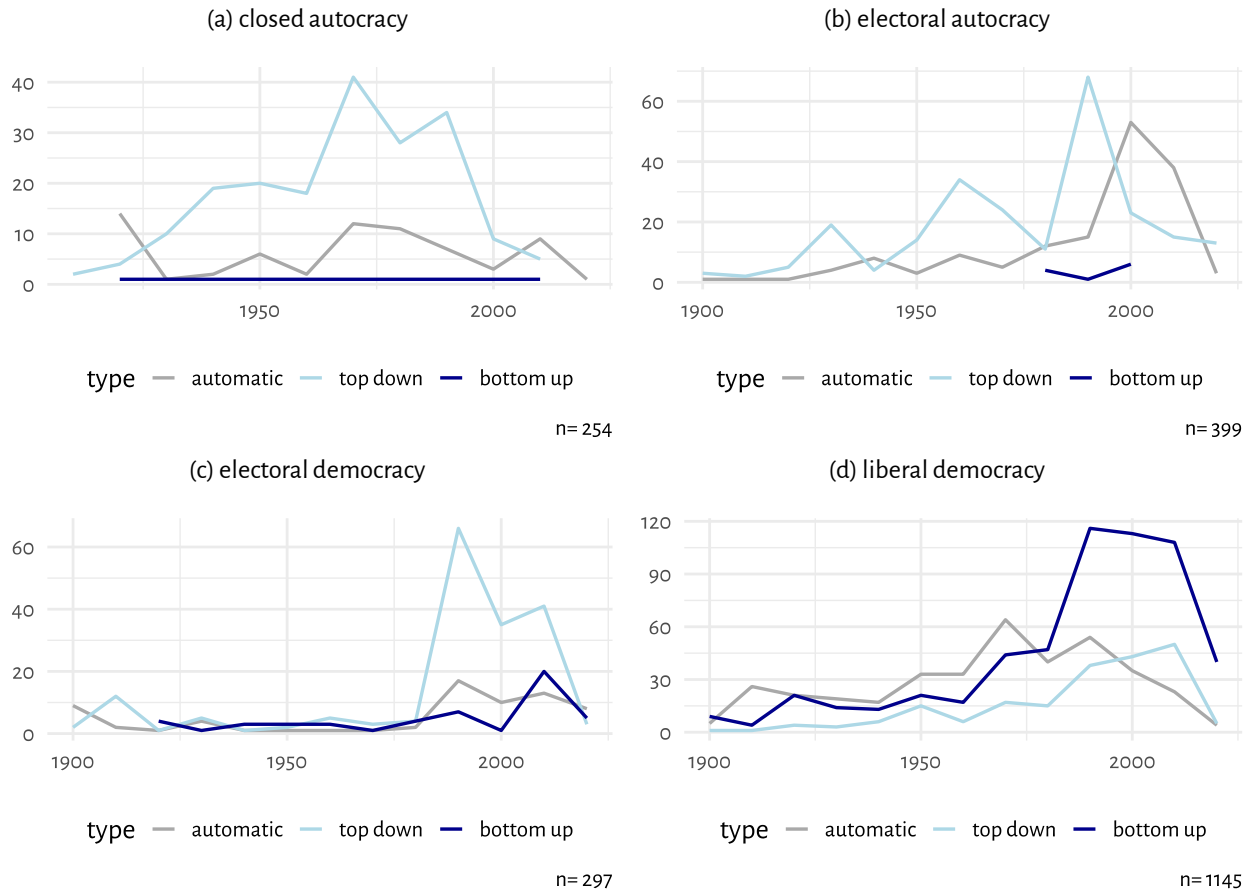 (a) closed autocracy
40
30
20
10
0
1950 2000
type automatic top down bottom up
n= 254
(b) electoral autocracy
60
40
20
0
1900 1950 2000
type automatic top down bottom up
n= 399
(c) electoral democracy
60
40
20
0
1900 1950 2000
type automatic top down bottom up
n= 297
(d) liberal democracy
120
90
60
30
0
1900 1950 2000
type automatic top down bottom up
n= 1145